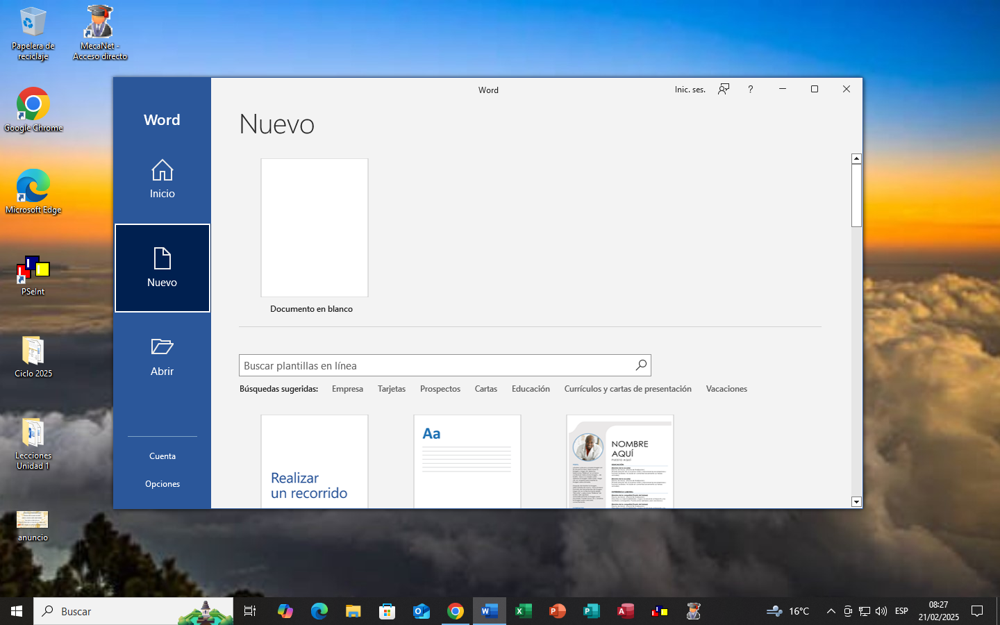 Papelera de
reciclaje
MecaNet -
Acceso directo
Google Chrome
Microsoft Edge
PSeInt
Ciclo 2025
Lecciones
Unidad 1
anuncio
Word
Inicio
Nuevo
Abrir
Cuenta
Opciones
Word
Inic. ses.
?
Nuevo
Documento en blanco
Buscar plantillas en línea
Búsquedas sugeridas: Empresa Tarjetas Prospectos Cartas Educación Currículos y cartas de presentación Vacaciones
Realizar
un recorrido
Aa
NOMBRE
AQUÍ
PUESTO AQUÍ
Buscar
16°C
ESP
08:27
21/02/2025